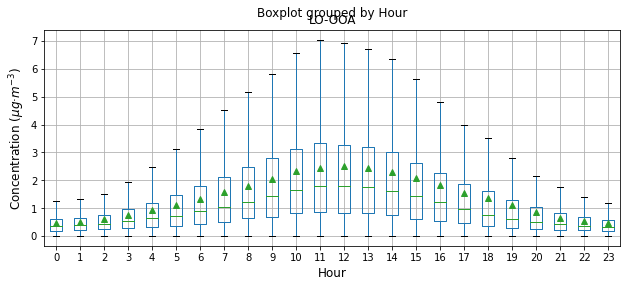 Boxplot grouped by Hour
LO-OOA
Concentration (μg·m⁻³)
7
6
5
4
3
2
1
0
0 1 2 3 4 5 6 7 8 9 10 11 12 13 14 15 16 17 18 19 20 21 22 23
Hour